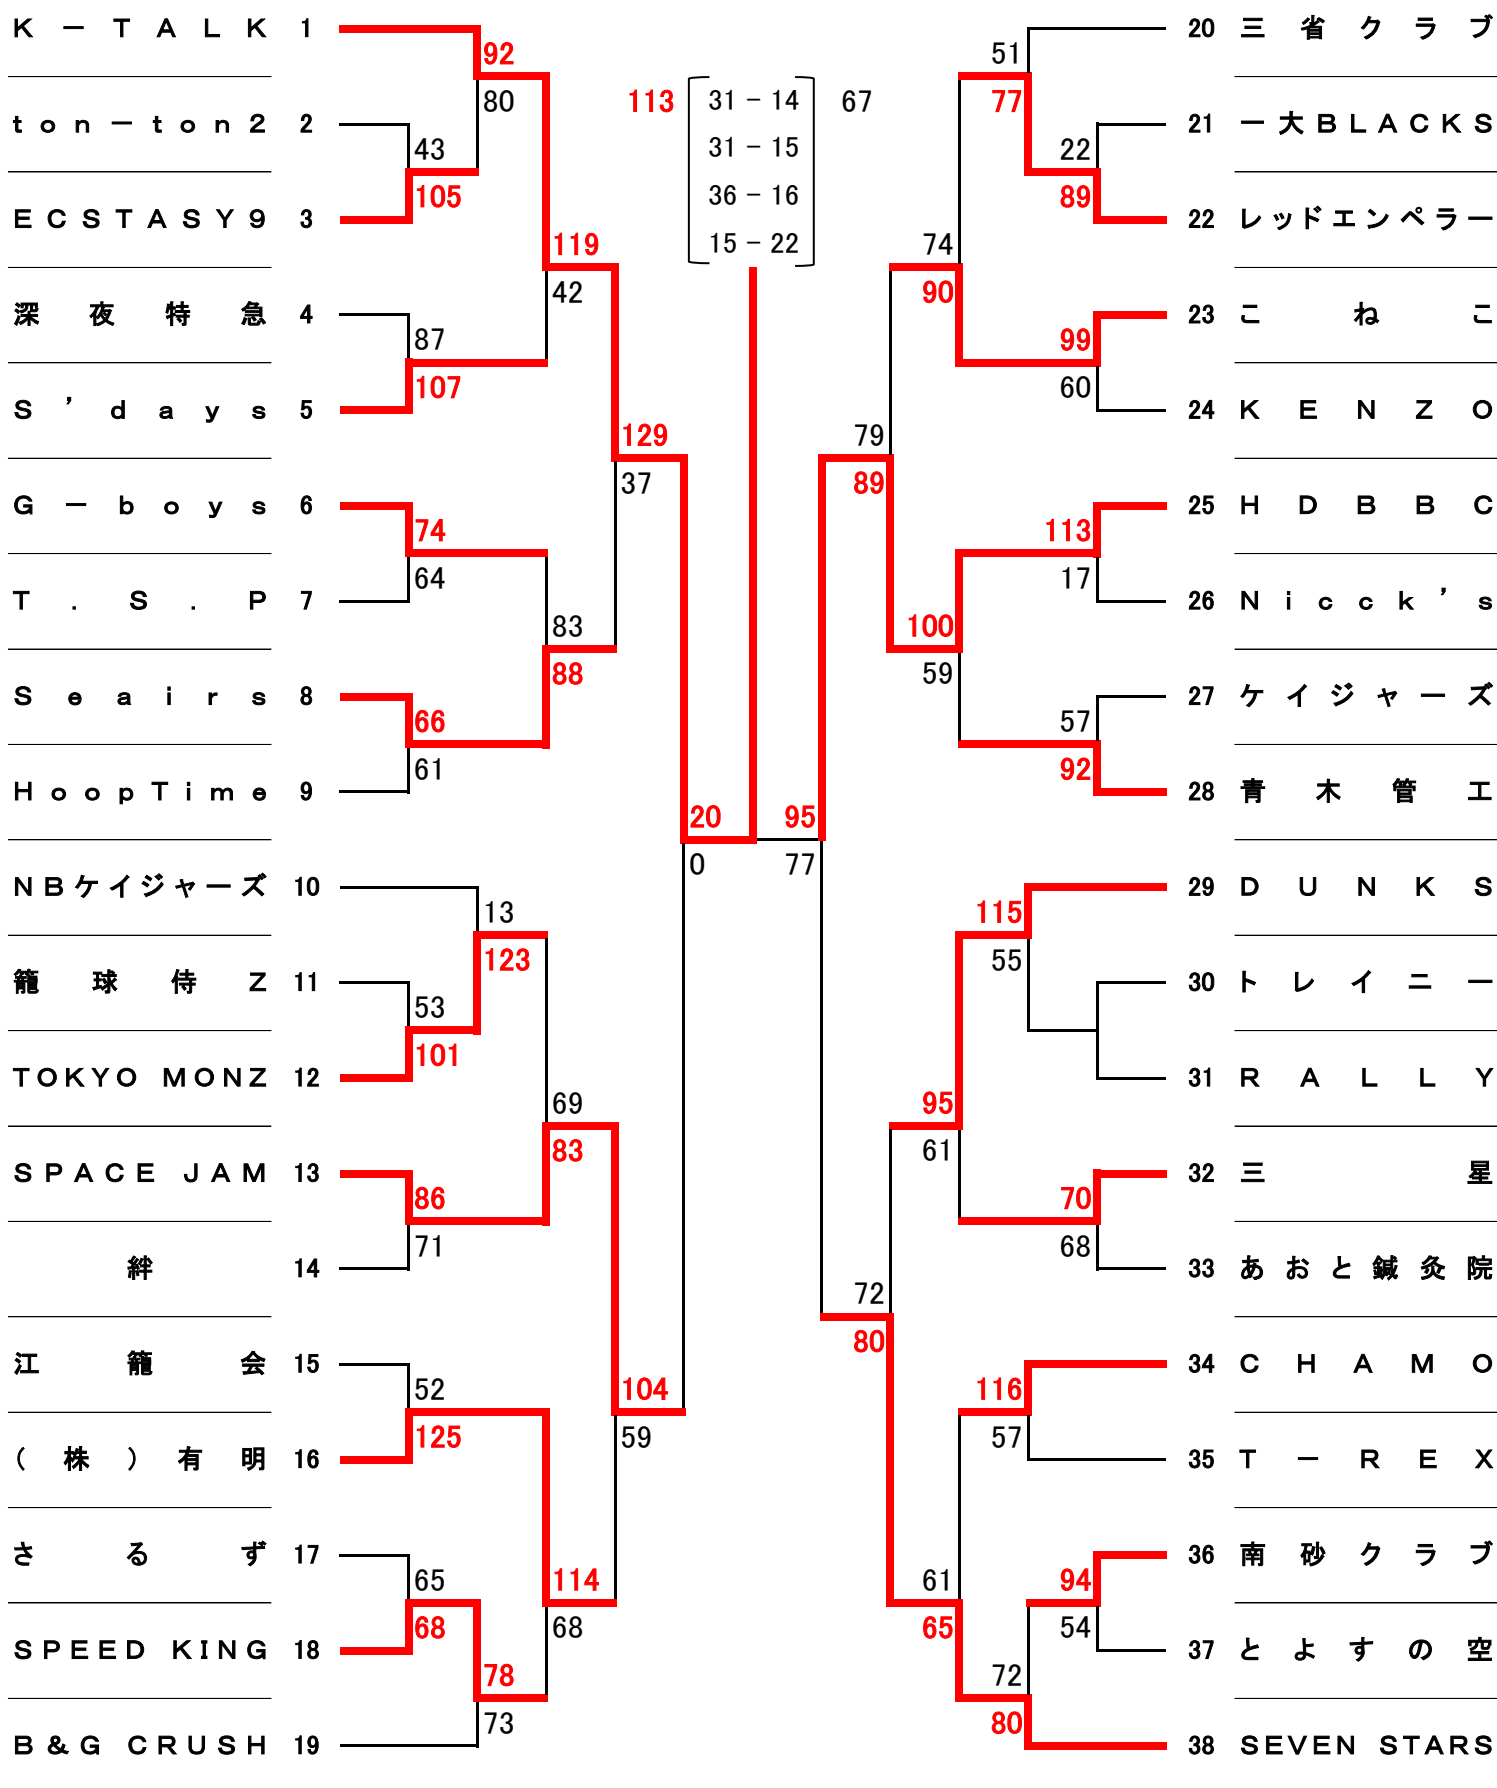 K－TALK 1
92
80
ton－ton2 2
43
105
ECSTASY9 3
119
42
深夜特急 4
87
107
S’days 5
129
37
G－boys 6
74
64
T．S．P 7
83
88
Seairs 8
66
61
HoopTime 9
20
0
NBケイジャーズ 10
13
123
籠球侍Z 11
53
101
TOKYO MONZ 12
69
83
SPACE JAM 13
86
71
絆 14
江籠会 15
52
125
104
59
（株）有明 16
さるず 17
65
68
114
68
SPEED KING 18
78
73
B&G CRUSH 19
113 31 － 14 67
31 － 15
36 － 16
15 － 22
20 三省クラブ
51
77
21 一大BLACKS
22
89
22 レッドエンペラー
74
90
23 こねこ
99
60
24 KENZO
79
89
25 HDBBC
113
17
26 Nicck’s
100
59
27 ケイジャーズ
57
92
28 青木管工
95
77
29 DUNKS
115
55
30 トレイニー
31 RALLY
95
61
32 三星
70
68
33 あおと鍼灸院
72
80
34 CHAMO
116
57
35 T－REX
36 南砂クラブ
61
65
94
54
37 とよすの空
72
80
38 SEVEN STARS